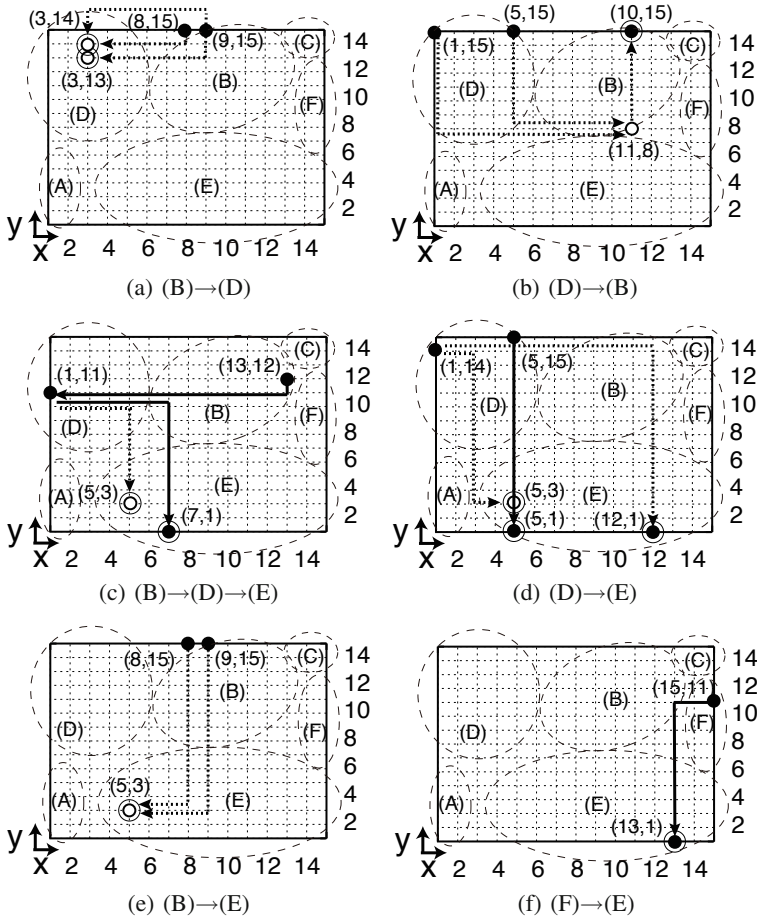 (3,14) (8,15) (9,15) (C) 14
(3,13) (B) 12
(F) 10
(D) 8
6
(A) (E) 4
2
y x 2 4 6 8 10 12 14
(a) (B)→(D)
(5,15) (10,15)
(1,15) (C) 14
(D) (B) 12
(F) 10
8
(11,8) 6
(A) (E) 4
2
y x 2 4 6 8 10 12 14
(b) (D)→(B)
(C) 14
(1,11) (13,12) 12
(B) 10
(D) (F) 8
6
(A) (5,3) (E) 4
(7,1) 2
y x 2 4 6 8 10 12 14
(c) (B)→(D)→(E)
(C) 14
(1,14) (5,15) 12
(D) (B) (F) 10
8
6
(A) (5,3) (E) 4
(5,1) (12,1) 2
y x 2 4 6 8 10 12 14
(d) (D)→(E)
(8,15) (9,15) (C) 14
(B) 12
(D) (F) 10
8
6
(A) (5,3) (E) 4
2
y x 2 4 6 8 10 12 14
(e) (B)→(E)
(C) 14
(15,11) 12
(D) (B) (F) 10
8
6
(A) (E) 4
(13,1) 2
y x 2 4 6 8 10 12 14
(f) (F)→(E)